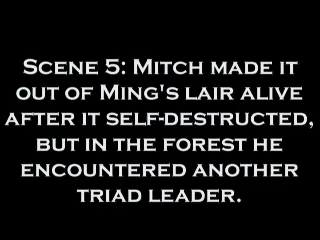 Scene 5: Mitch made it
out of Ming's lair alive
after it self-destructed,
but in the forest he
encountered another
triad leader.